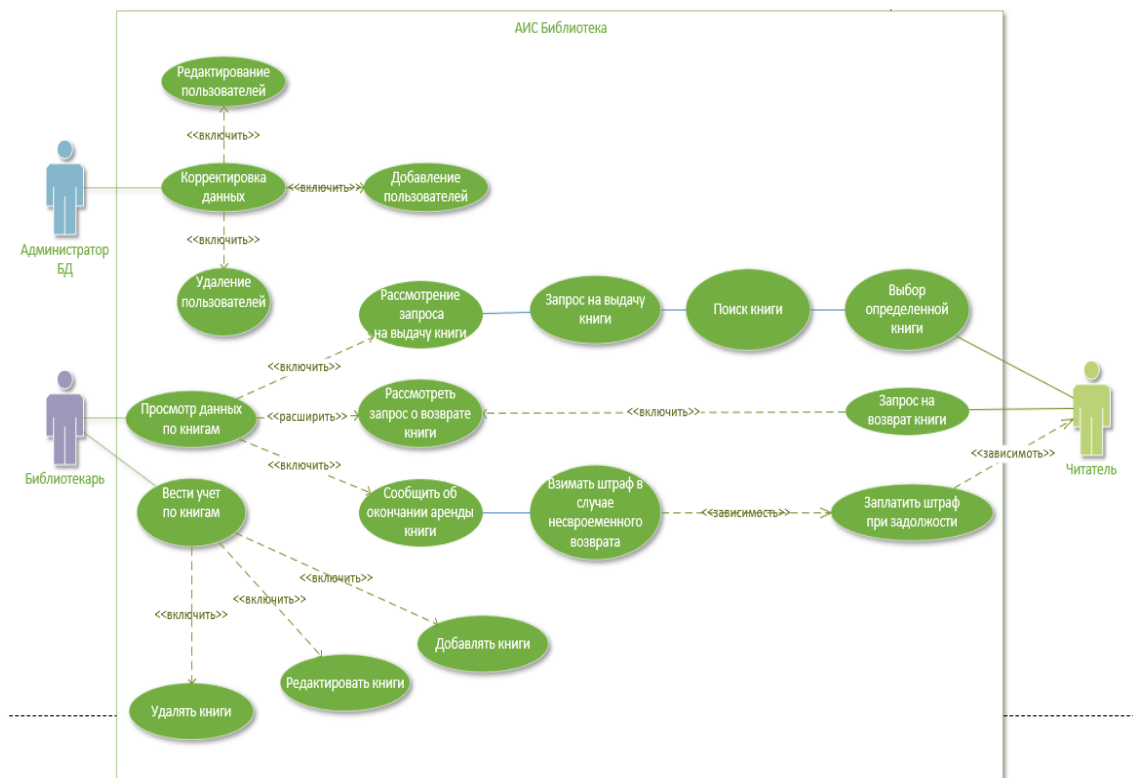 АИС Библиотека
Редактирование
пользователей
<<включить>>
Корректировка
данных
<<включить>>
Добавление
пользователей
Администратор
БД
<<включить>>
Удаление
пользователей
Рассмотрение
запроса
на выдачу книги
Запрос на выдачу
книги
Поиск книги
Выбор
определенной
книги
<<включить>>
Библиотекарь
Просмотр данных
по книгам
<<расширить>>
Рассмотреть
запрос о возврате
книги
<<включить>>
Запрос на
возврат книги
Читатель
<<зависимоть>>
<<включить>>
Вести учет
по книгам
Сообщить об
окончании аренды
книги
Взимать штраф в
случае
несвроеменного
возврата
<<зависимость>>
Заплатить штраф
при задолжости
<<включить>>
<<включить>>
<<включить>>
Добавлять книги
Редактировать книги
Удалять книги